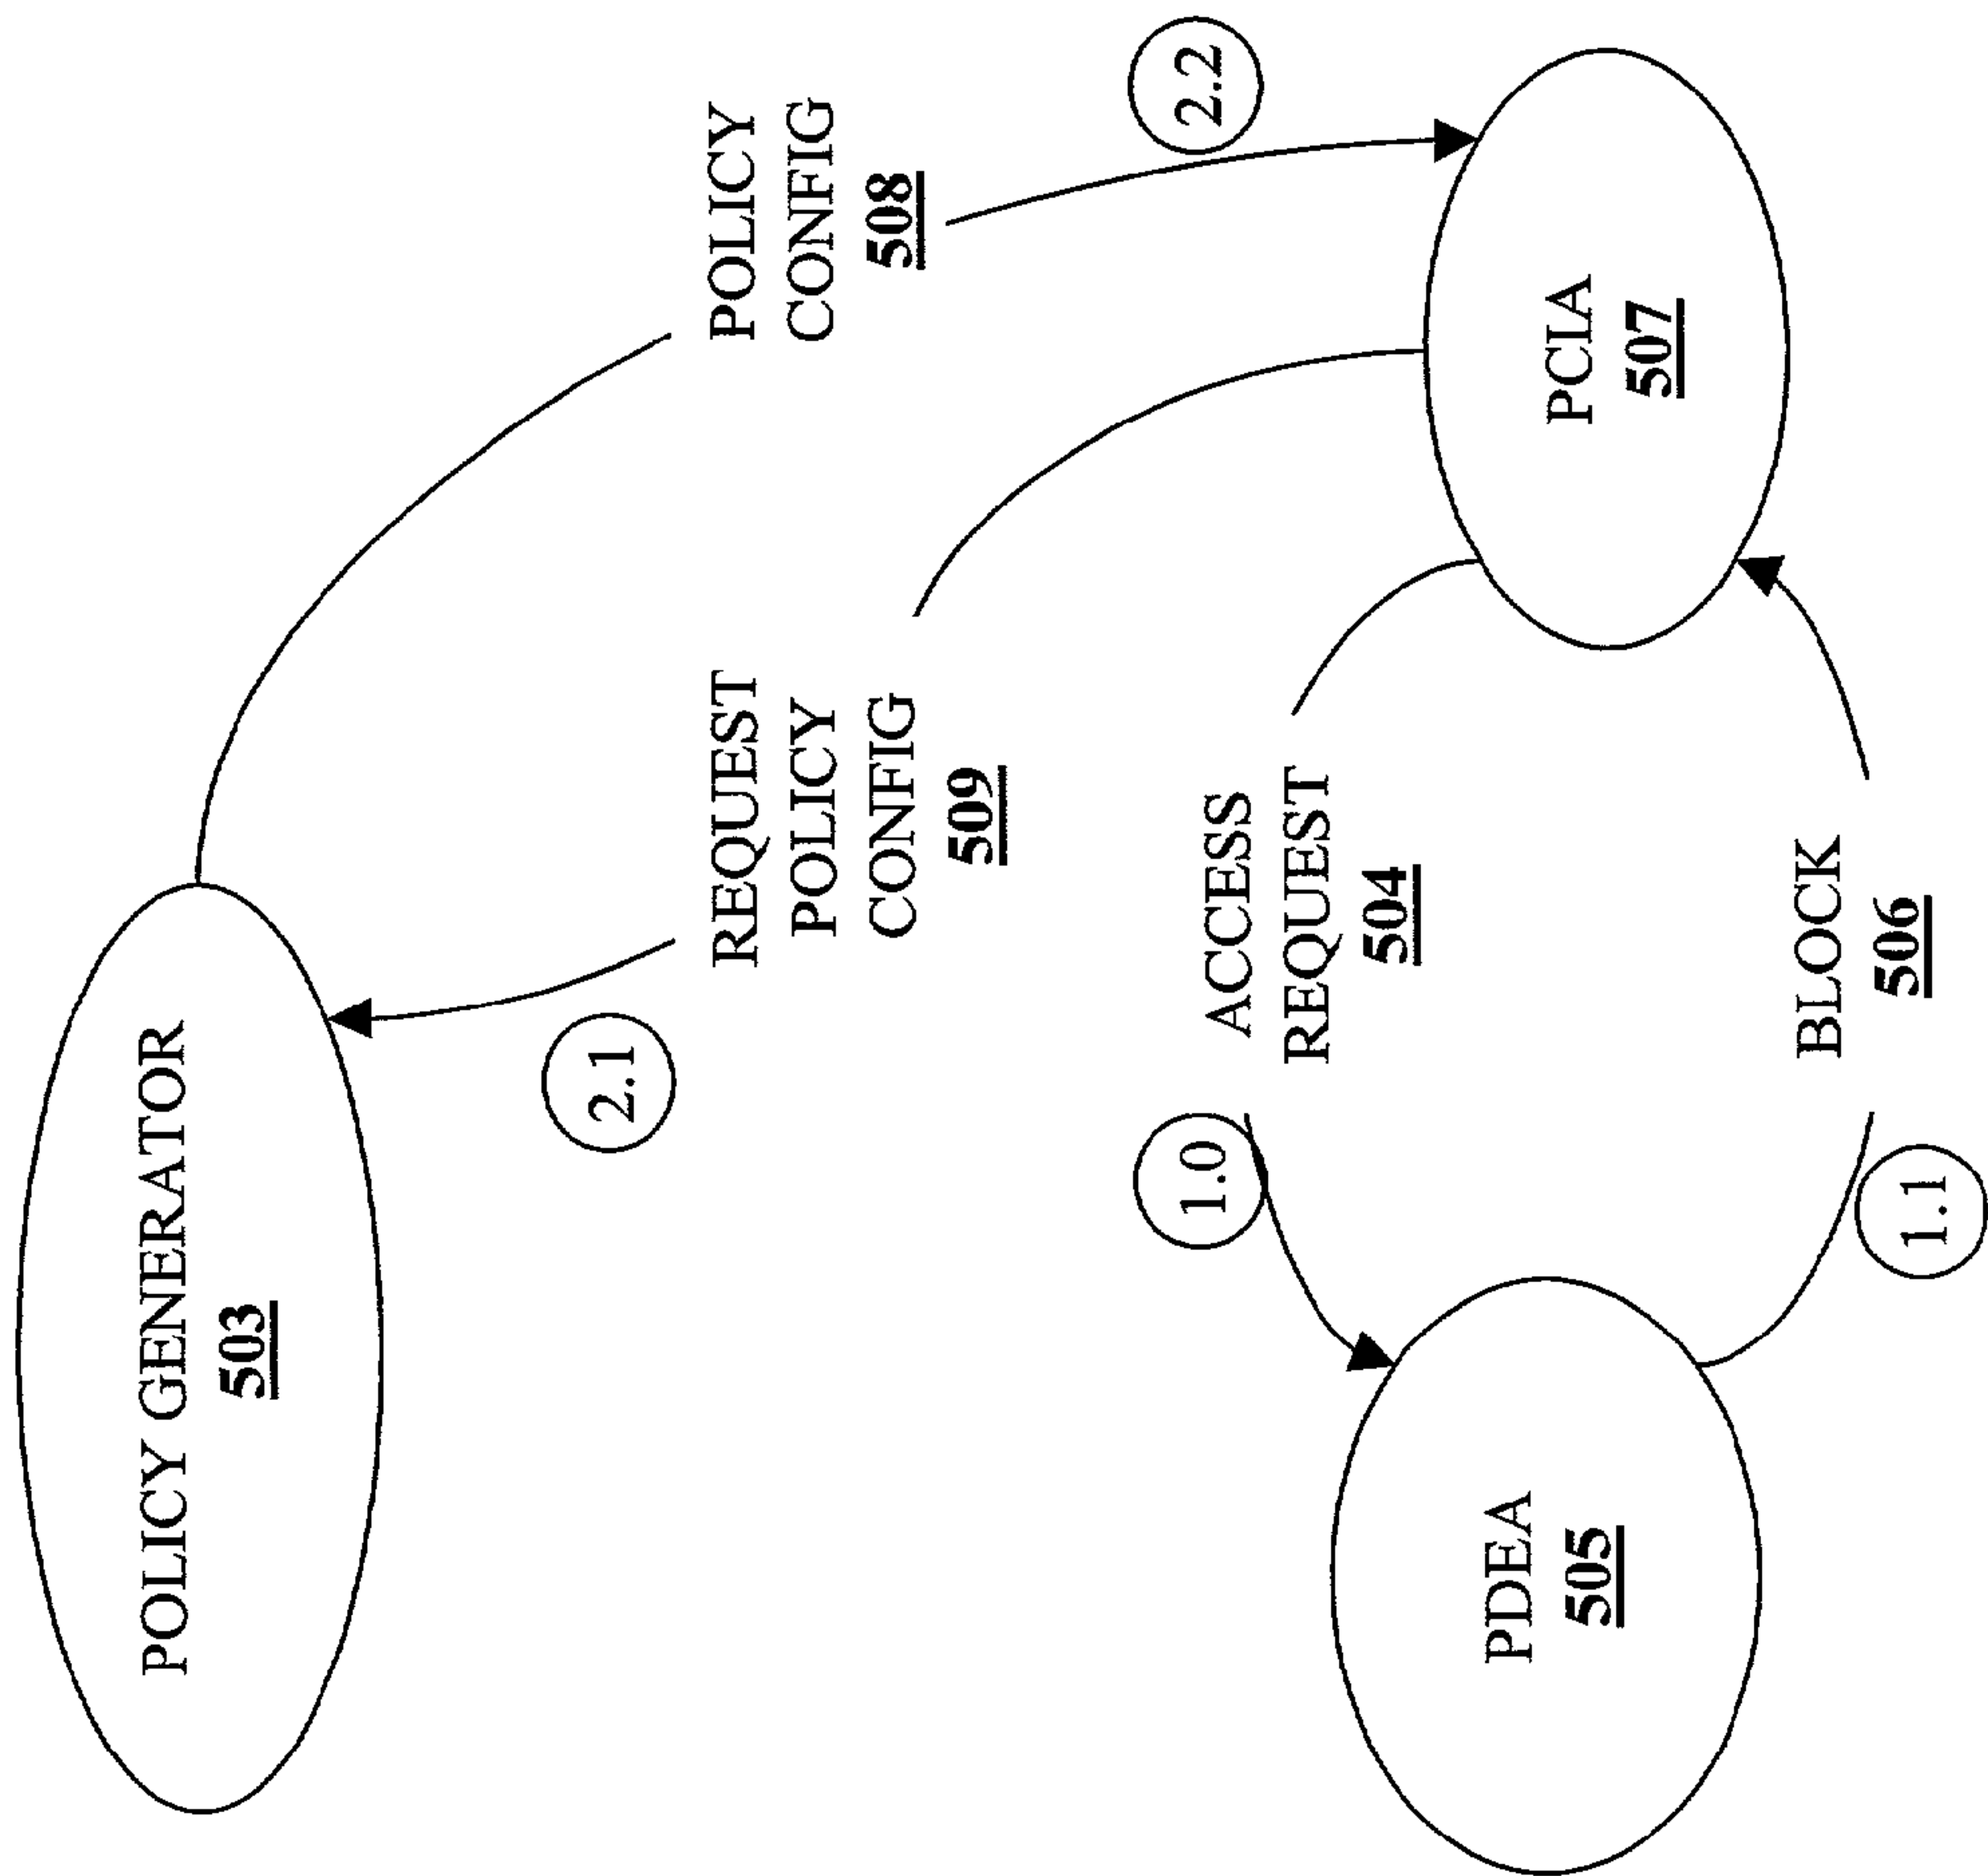 POLICY GENERATOR
503
2.1
REQUEST
POLICY
CONFIG
509
POLICY
CONFIG
508
2.2
1.0
ACCESS
REQUEST
504
PDEA
505
PCIA
507
BLOCK
506
1.1